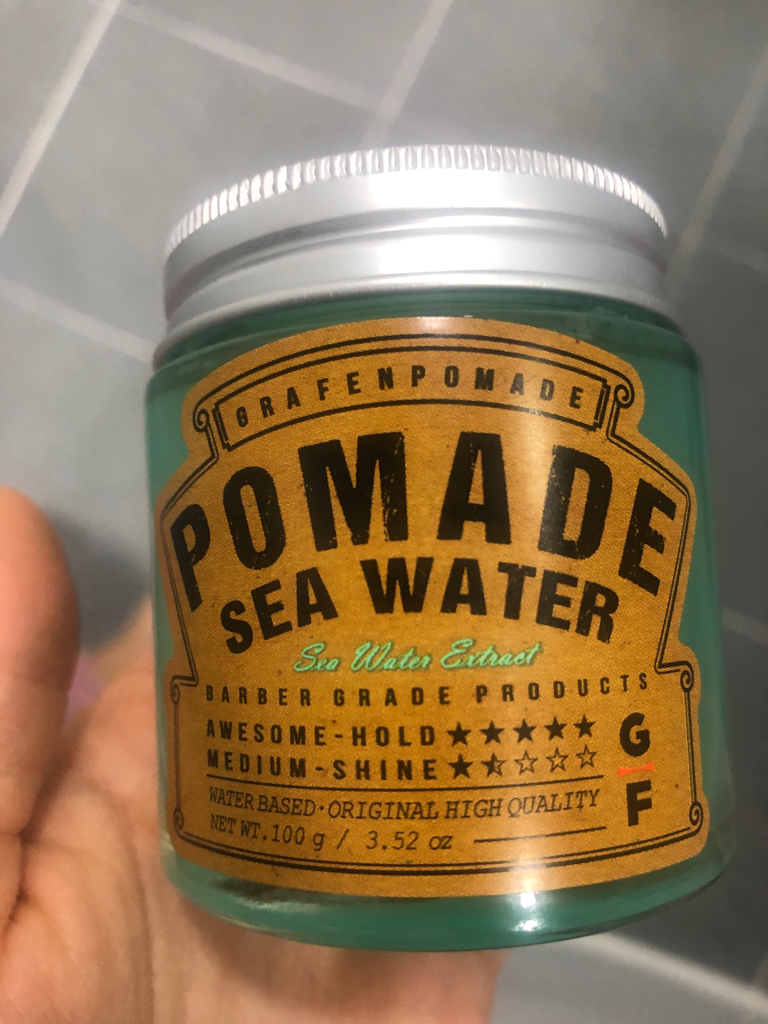 GRAFENPOMADE
POMADE
SEA WATER
Sea Water Extract
BARBER GRADE PRODUCTS
AWESOME-HOLD ★★★★★
MEDIUM-SHINE ★⯪☆☆☆
WATER BASED·ORIGINAL HIGH QUALITY
NET WT.100 g / 3.52 oz
G
F